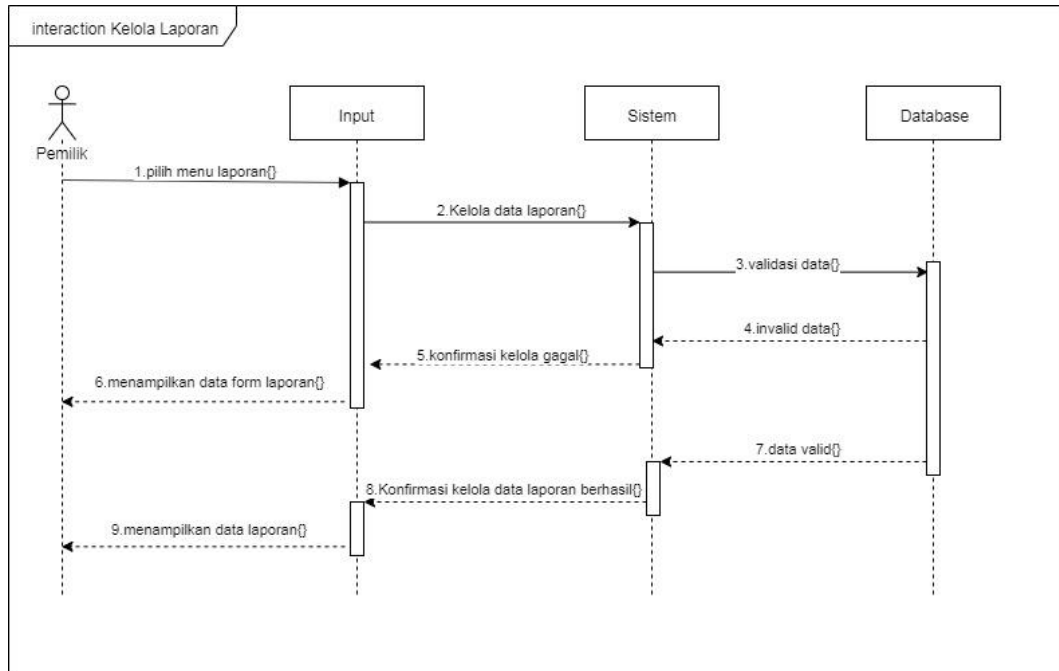 interaction Kelola Laporan
Pemilik
Input
Sistem
Database
1.pilih menu laporan{}
2.Kelola data laporan{}
3.validasi data{}
4.invalid data{}
5.konfirmasi kelola gagal{}
6.menampilkan data form laporan{}
7.data valid{}
8.Konfirmasi kelola data laporan berhasil{}
9.menampilkan data laporan{}